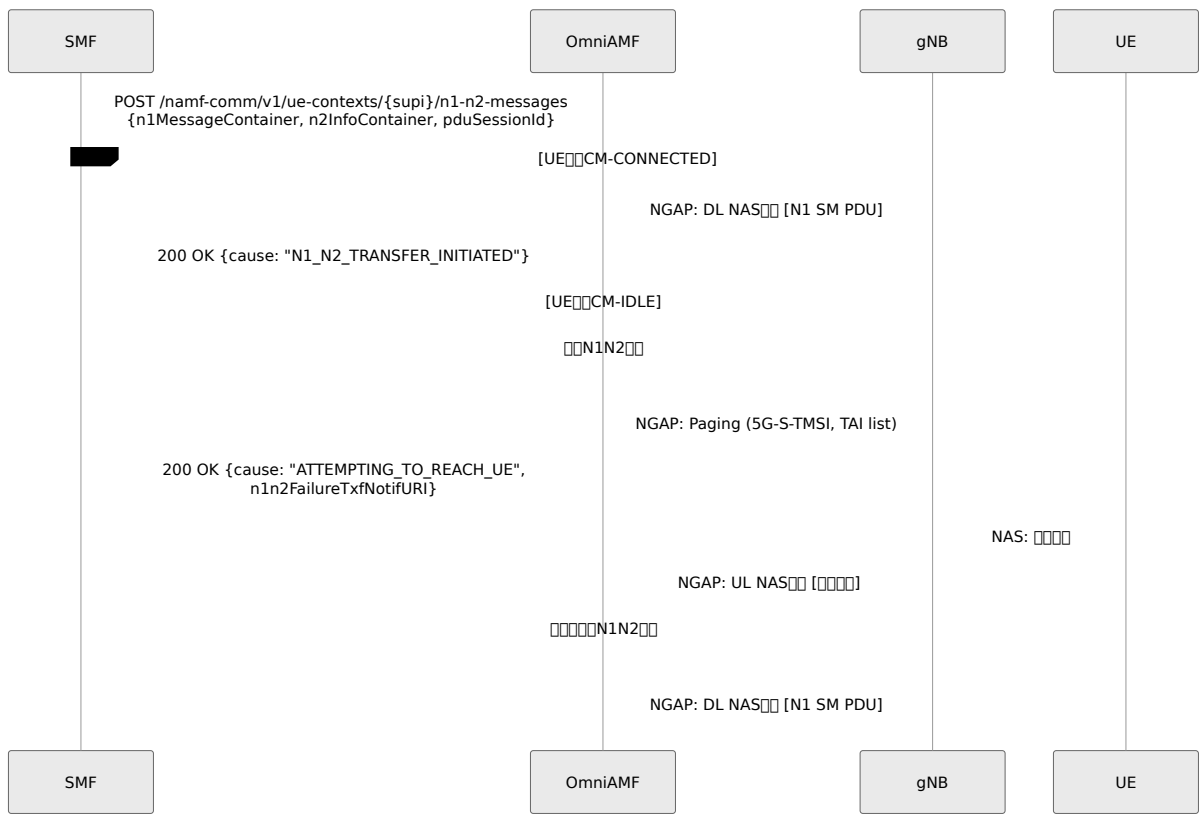 SMF
OmniAMF
gNB
UE
POST /namf-comm/v1/ue-contexts/{supi}/n1-n2-messages
{n1MessageContainer, n2InfoContainer, pduSessionId}
[UE CM-CONNECTED]
NGAP: DL NAS [N1 SM PDU]
200 OK {cause: "N1_N2_TRANSFER_INITIATED"}
[UE CM-IDLE]
N1N2
NGAP: Paging (5G-S-TMSI, TAI list)
200 OK {cause: "ATTEMPTING_TO_REACH_UE",
n1n2FailureTxfNotifURI}
NAS:
NGAP: UL NAS
N1N2
NGAP: DL NAS [N1 SM PDU]
SMF
OmniAMF
gNB
UE